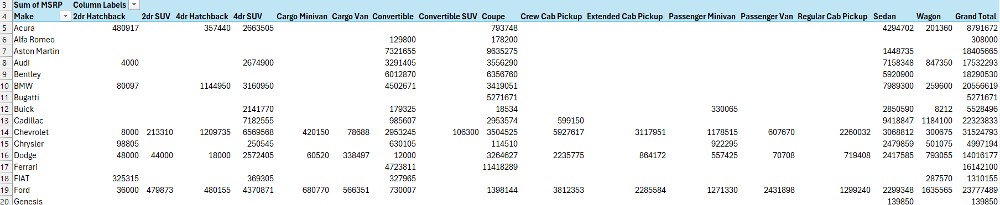 3 Sum of MSRP Column Labels
4 Make 2dr Hatchback 2dr SUV 4dr Hatchback 4dr SUV Cargo Minivan Cargo Van Convertible Convertible SUV Coupe Crew Cab Pickup Extended Cab Pickup Passenger Minivan Passenger Van Regular Cab Pickup Sedan Wagon Grand Total
5 Acura 480917 357440 2663505 793748 4294702 201360 8791672
6 Alfa Romeo 129800 178200 308000
7 Aston Martin 7321655 9635275 1448735 18405665
8 Audi 4000 2674900 3291405 3556290 7158348 847350 17532293
9 Bentley 6012870 6356760 5920900 18290530
10 BMW 80097 1144950 3160950 4502671 3419051 7989300 259600 20556619
11 Bugatti 5271671 5271671
12 Buick 2141770 179325 18534 330065 2850590 8212 5528496
13 Cadillac 7182555 985607 2953574 599150 9418847 1184100 22323833
14 Chevrolet 8000 213310 1209735 6569568 420150 78688 2953245 106300 3504525 5927617 3117951 1178515 607670 2260032 3068812 300675 31524793
15 Chrysler 98805 250545 630105 114510 922295 2479859 501075 4997194
16 Dodge 48000 44000 18000 2572405 60520 338497 12000 3264627 2235775 864172 557425 70708 719408 2417585 793055 14016177
17 Ferrari 4723811 11418289 16142100
18 FIAT 325315 369305 327965 287570 1310155
19 Ford 36000 479873 480155 4370871 680770 566351 730007 1398144 3812353 2285584 1271330 2431898 1299240 2299348 1635565 23777489
20 Genesis 139850 139850